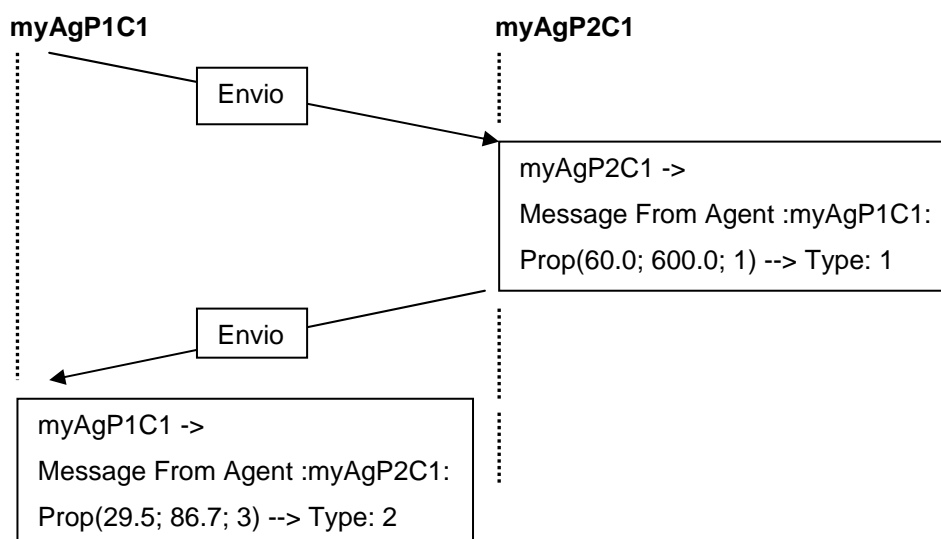 myAgP1C1
myAgP2C1
Envio
myAgP2C1 ->
Message From Agent :myAgP1C1:
Prop(60.0; 600.0; 1) --> Type: 1
Envio
myAgP1C1 ->
Message From Agent :myAgP2C1:
Prop(29.5; 86.7; 3) --> Type: 2